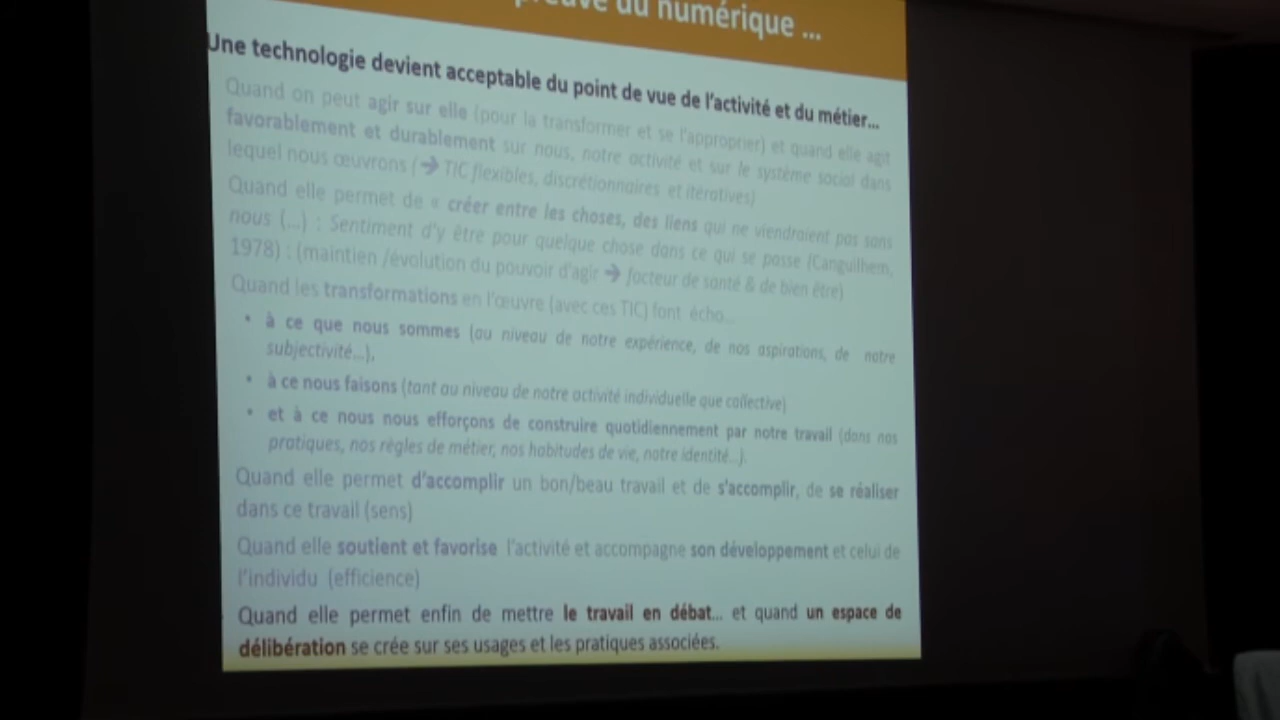 preuve du numérique ...
Une technologie devient acceptable du point de vue de l'activité et du métier...
Quand on peut agir sur elle (pour la transformer et se l'approprier) et quand elle agit
favorablement et durablement sur nous, notre activité et sur le système social dans
lequel nous œuvrons (➔ TIC flexibles, discrétionnaires et itératives)
Quand elle permet de « créer entre les choses, des liens qui ne viendraient pas sans
nous (...) : Sentiment d'y être pour quelque chose dans ce qui se passe (Canguilhem,
1978) : (maintien /évolution du pouvoir d'agir ➔ facteur de santé & de bien être)
Quand les transformations en l'œuvre (avec ces TIC) font écho...
• à ce que nous sommes (au niveau de notre expérience, de nos aspirations, de notre
subjectivité...),
• à ce nous faisons (tant au niveau de notre activité individuelle que collective)
• et à ce nous nous efforçons de construire quotidiennement par notre travail (dans nos
pratiques, nos règles de métier, nos habitudes de vie, notre identité...).
Quand elle permet d'accomplir un bon/beau travail et de s'accomplir, de se réaliser
dans ce travail (sens)
Quand elle soutient et favorise l'activité et accompagne son développement et celui de
l'individu (efficience)
Quand elle permet enfin de mettre le travail en débat... et quand un espace de
délibération se crée sur ses usages et les pratiques associées.